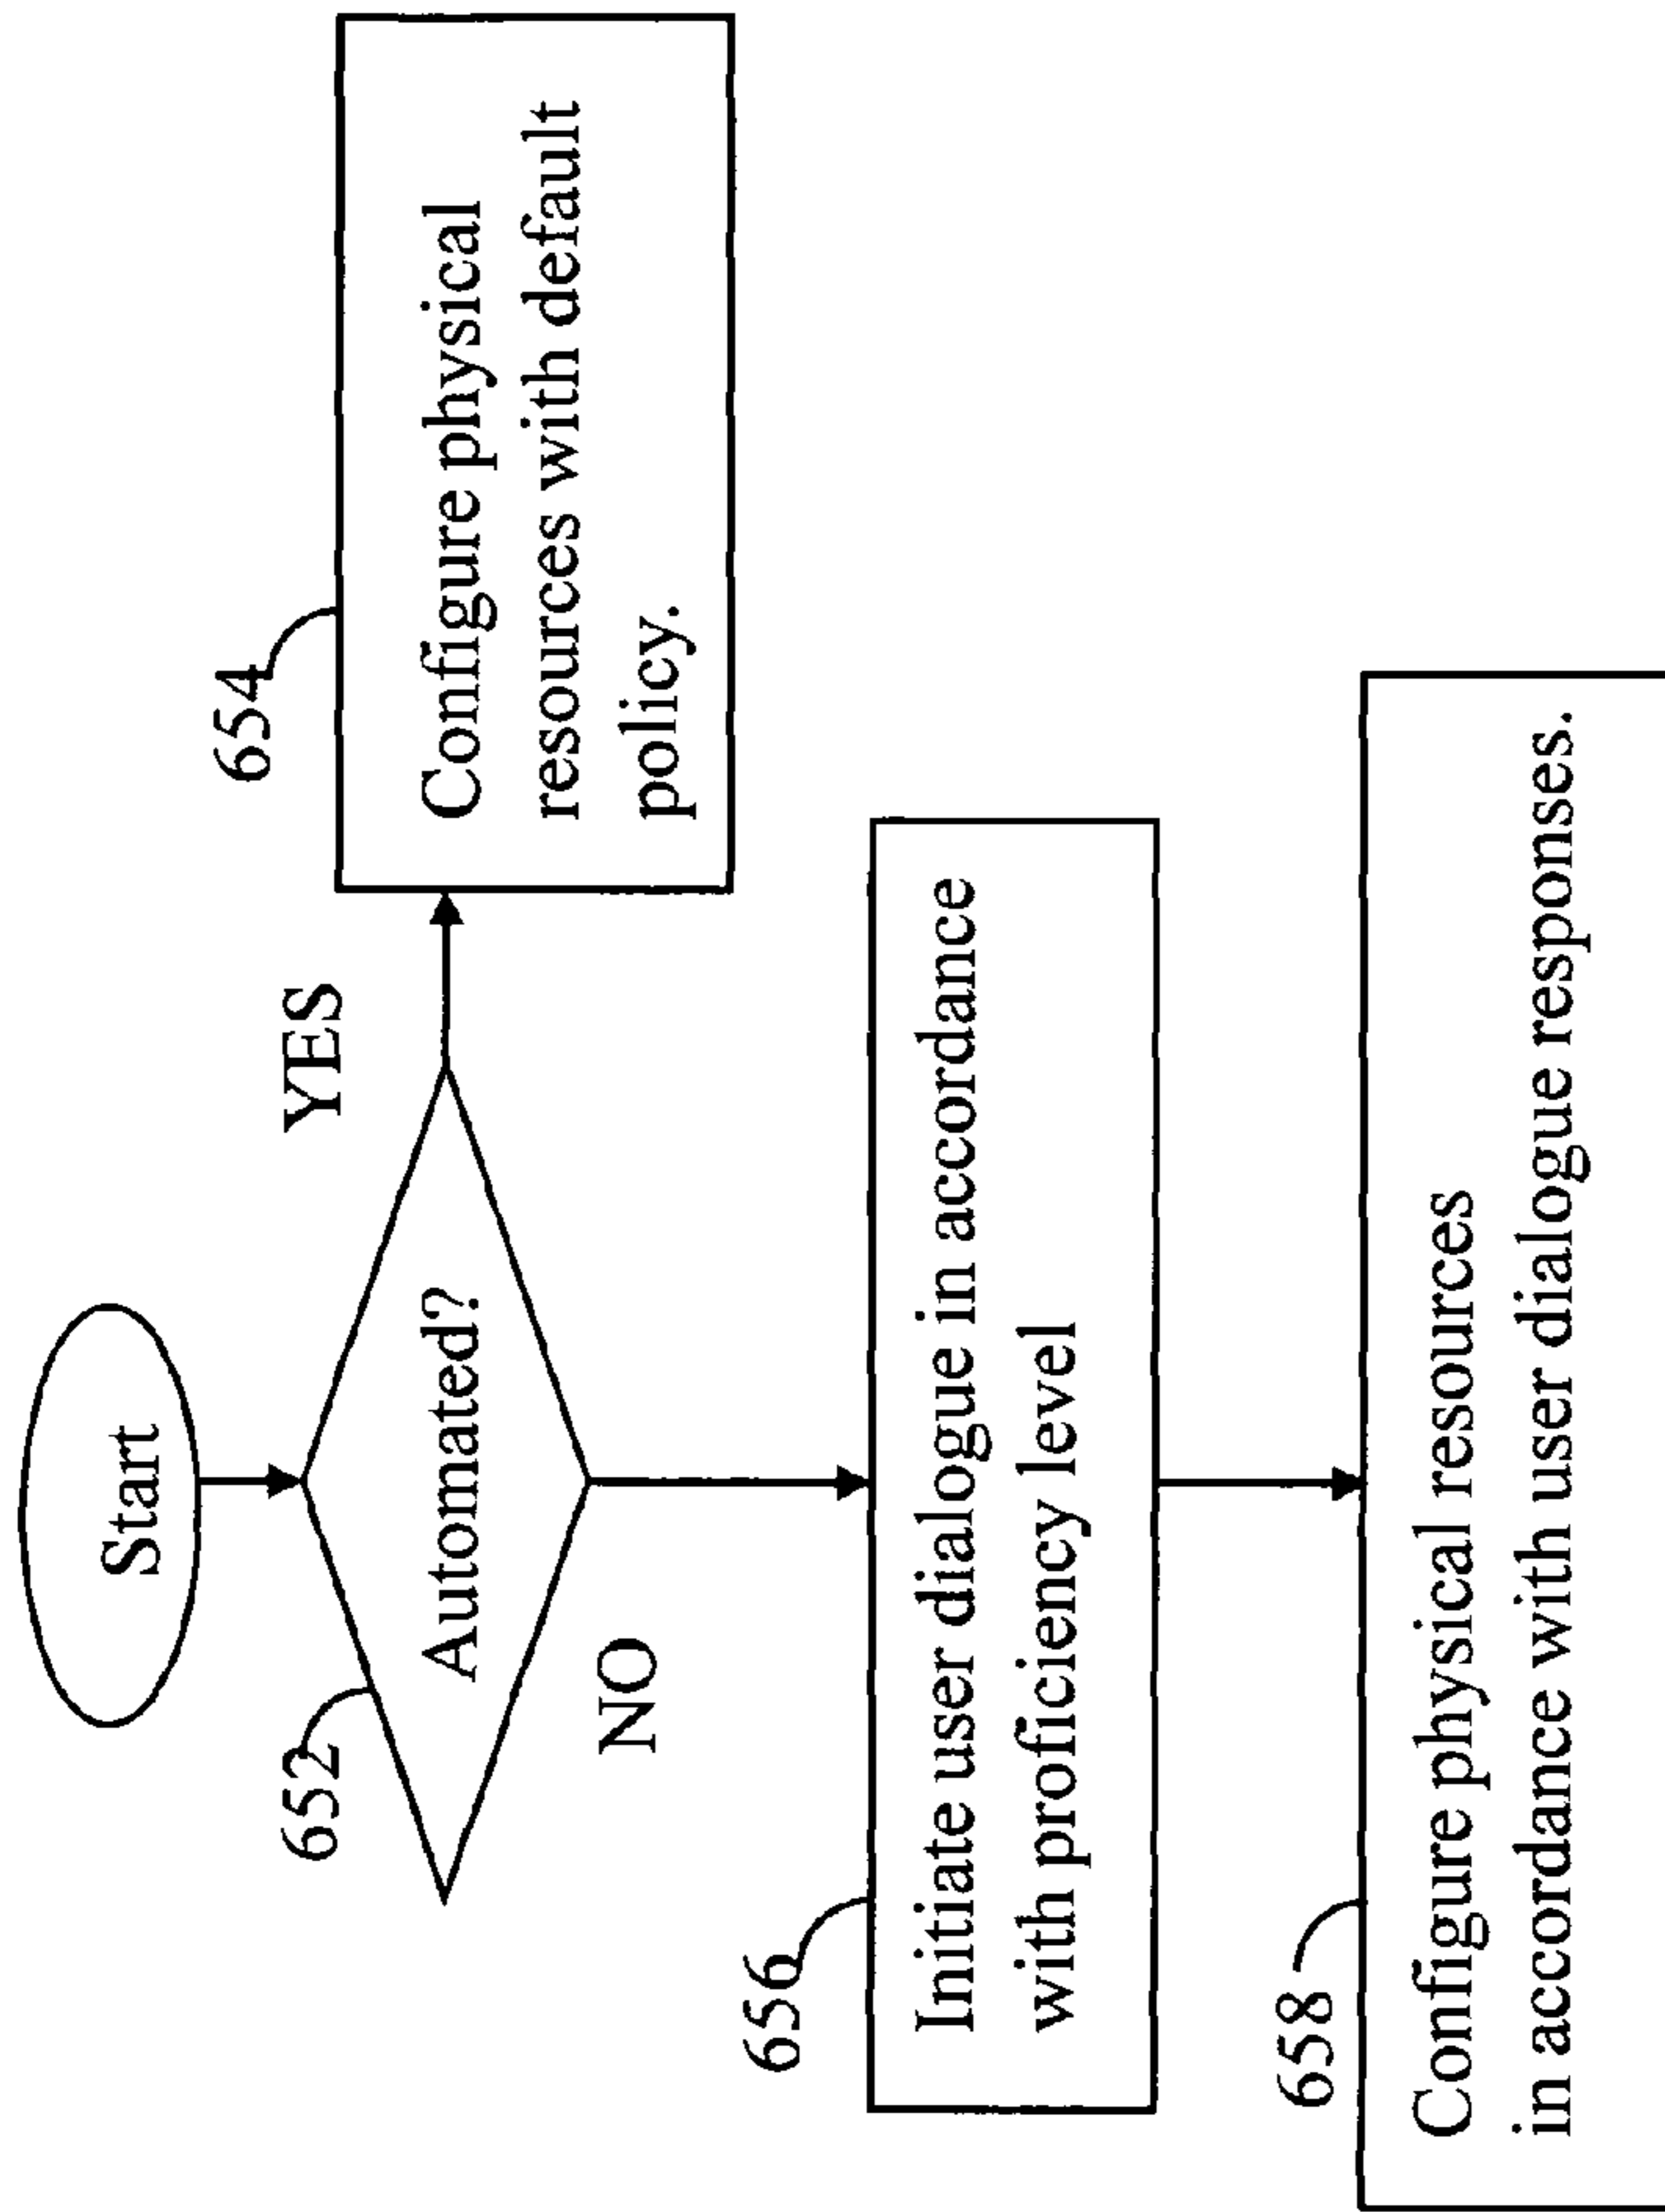 Start
652
Automated?
YES
NO
654
Configure physical
resources with default
policy.
656
Initiate user dialogue in accordance
with proficiency level
658
Configure physical resources
in accordance with user dialogue responses.